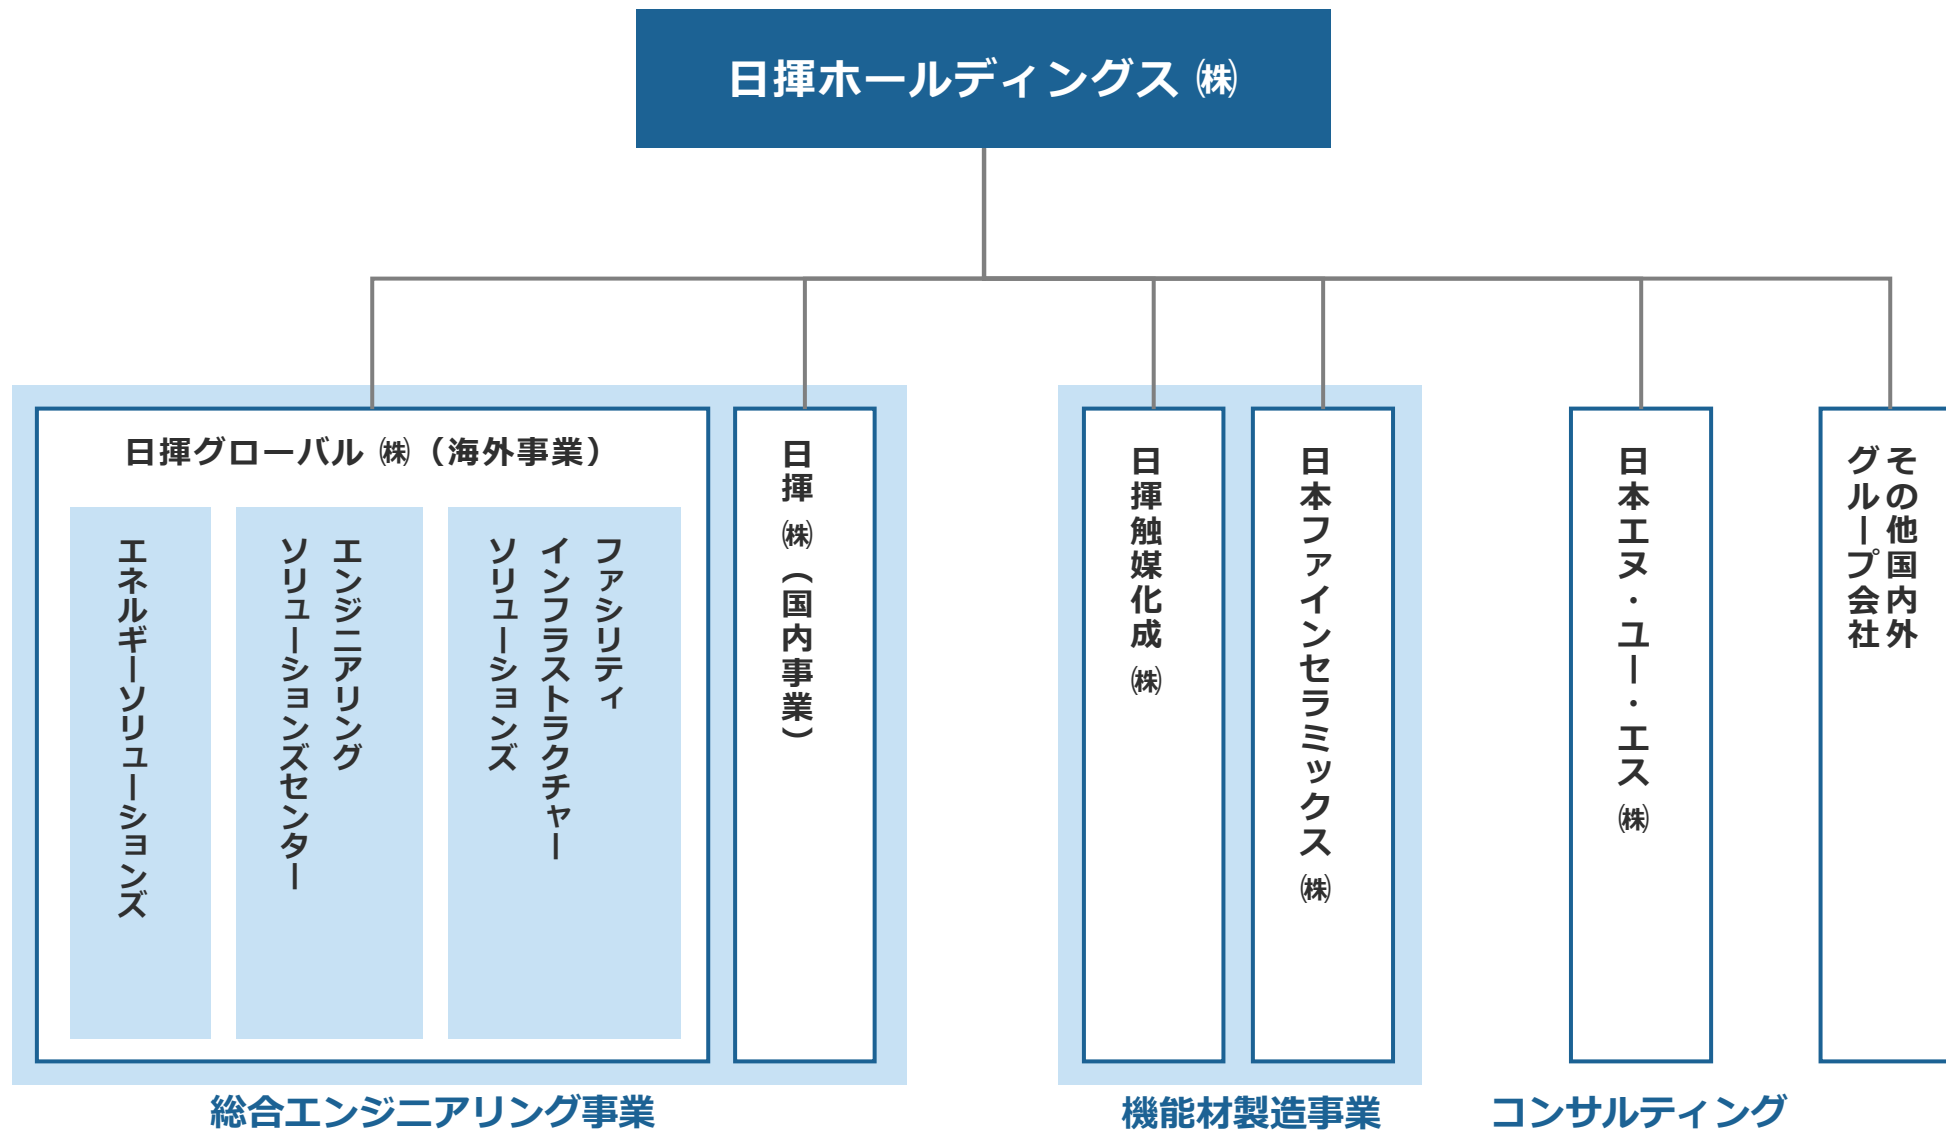 日揮ホールディングス ㈱
日揮グローバル ㈱（海外事業）
エネルギーソリューションズ
エンジニアリング
ソリューションズセンター
ファシリティ
インフラストラクチャー
ソリューションズ
日揮 ㈱（国内事業）
日揮触媒化成 ㈱
日本ファインセラミックス ㈱
日本エヌ・ユー・エス ㈱
その他国内外
グループ会社
総合エンジニアリング事業
機能材製造事業
コンサルティング